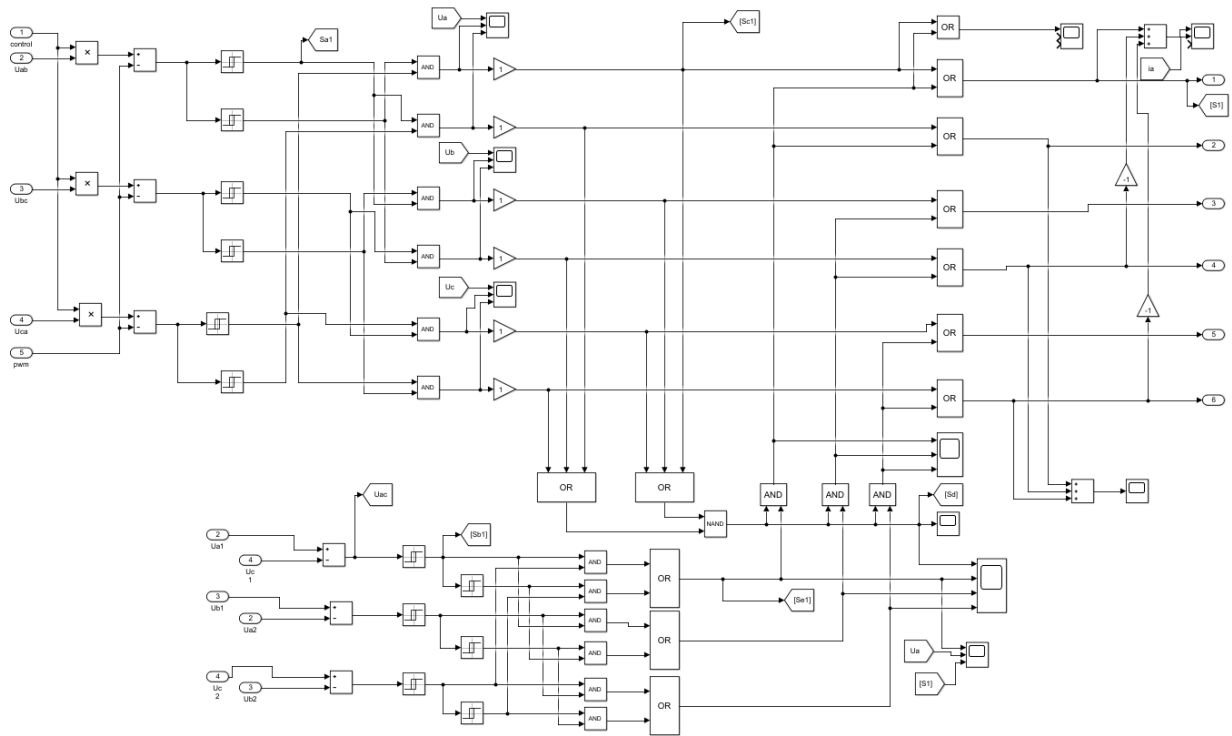 1
control
2
Uab
×
+
−
Sa1
AND
Ua
1
[Sc1]
OR
OR
+
+
+
ia
1
[S1]
AND
1
OR
2
Ub
3
Ubc
×
+
−
AND
1
OR
-1
3
AND
1
OR
4
Uc
4
Uca
×
+
−
AND
1
OR
-1
5
5
pwm
AND
1
OR
6
OR
OR
AND
AND
AND
+
+
+
Uac
NAND
[Sd]
2
Ua1
4
Uc
1
+
−
[Sb1]
AND
AND
OR
3
Ub1
2
Ua2
+
−
AND
AND
OR
[Se1]
Ua
4
Uc
2
3
Ub2
+
−
AND
AND
OR
[S1]